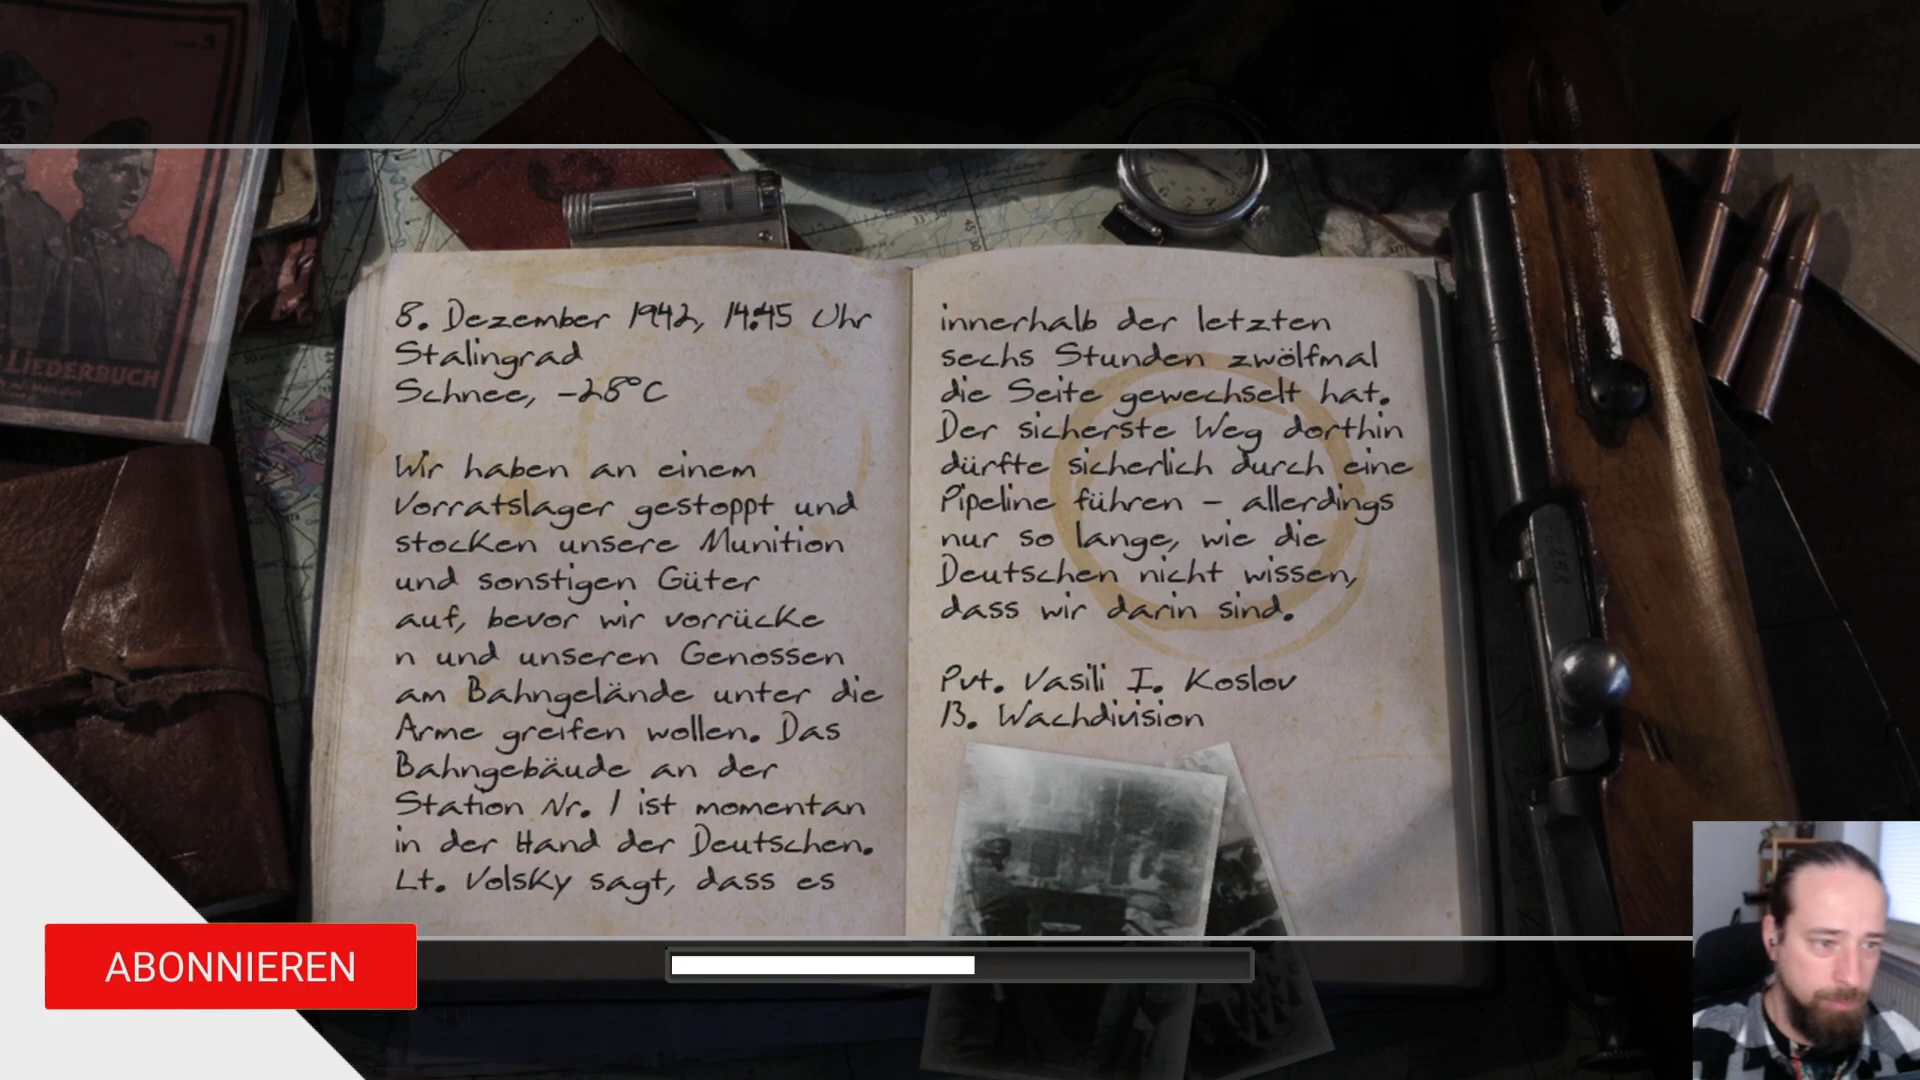 LIEDERBUCH
8. Dezember 1942, 14:45 Uhr
Stalingrad
Schnee, -28°C
Wir haben an einem
Vorratslager gestoppt und
stocken unsere Munition
und sonstigen Güter
auf, bevor wir vorrücke
n und unseren Genossen
am Bahngelände unter die
Arme greifen wollen. Das
Bahngebäude an der
Station Nr. 1 ist momentan
in der Hand der Deutschen.
Lt. Volsky sagt, dass es
innerhalb der letzten
sechs Stunden zwölfmal
die Seite gewechselt hat.
Der sicherste Weg dorthin
dürfte sicherlich durch eine
Pipeline führen - allerdings
nur so lange, wie die
Deutschen nicht wissen,
dass wir darin sind.
Pvt. Vasili I. Koslov
13. Wachdivision
ABONNIEREN